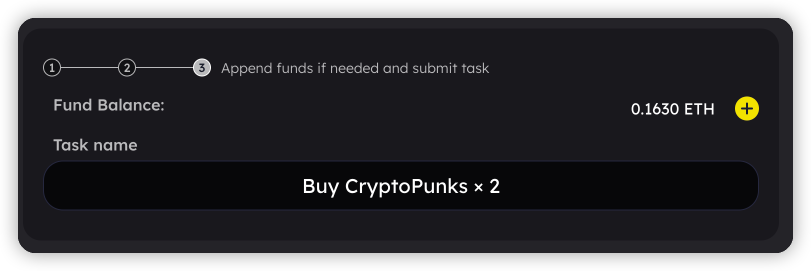 1 2 3 Append funds if needed and submit task
Fund Balance: 0.1630 ETH +
Task name
Buy CryptoPunks × 2